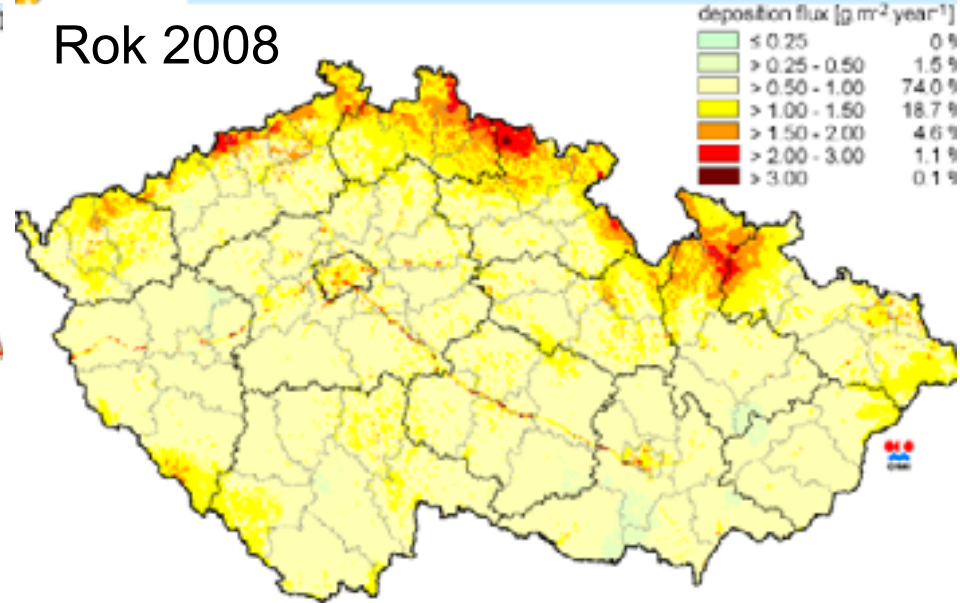 deposition flux [g.m⁻².year⁻¹]
Rok 2008
≤ 0.25 0 %
> 0.25 - 0.50 1.5 %
> 0.50 - 1.00 74.0 %
> 1.00 - 1.50 18.7 %
> 1.50 - 2.00 4.6 %
> 2.00 - 3.00 1.1 %
> 3.00 0.1 %